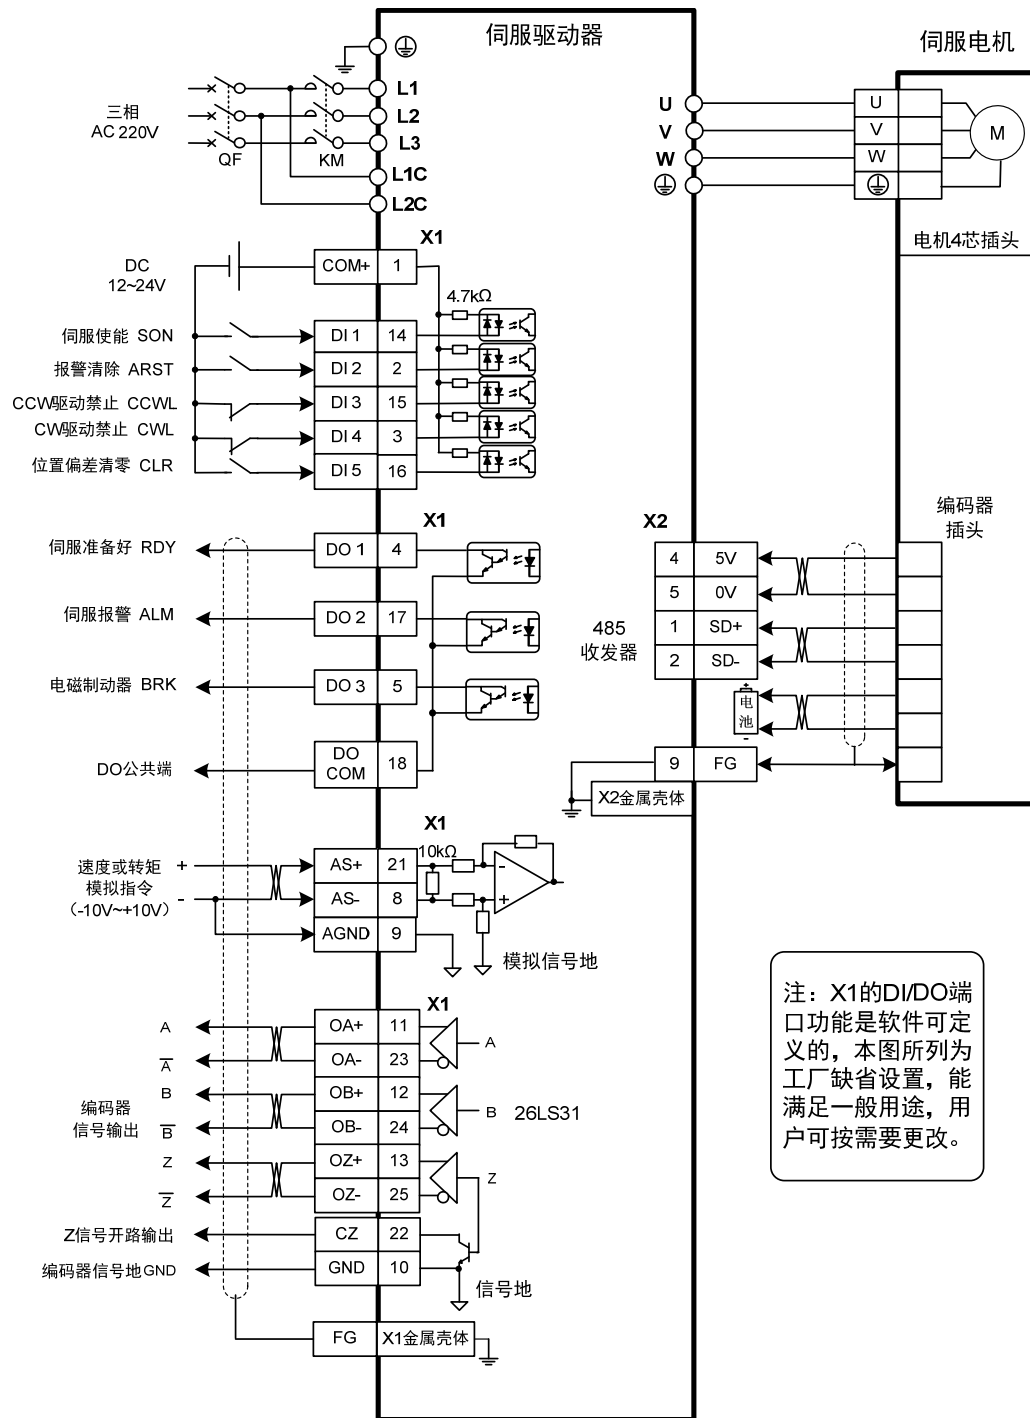 伺服驱动器
伺服电机
三相
AC 220V
QF
KM
L1
L2
L3
L1C
L2C
U
V
W
U
V
W
M
电机4芯插头
X1
DC
12~24V
COM+ 1
4.7kΩ
伺服使能 SON DI 1 14
报警清除 ARST DI 2 2
CCW驱动禁止 CCWL DI 3 15
CW驱动禁止 CWL DI 4 3
位置偏差清零 CLR DI 5 16
X1
伺服准备好 RDY DO 1 4
伺服报警 ALM DO 2 17
电磁制动器 BRK DO 3 5
DO公共端 DO COM 18
X2
编码器
插头
4 5V
5 0V
1 SD+
2 SD-
485
收发器
+
电
池
-
9 FG
X2金属壳体
X1
10kΩ
速度或转矩
模拟指令
(-10V~+10V)
+ AS+ 21
- AS- 8
AGND 9
-
+
模拟信号地
X1
A OA+ 11
A̅ OA- 23
A
B OB+ 12
B̅ OB- 24
B
26LS31
编码器
信号输出
Z OZ+ 13
Z̅ OZ- 25
Z
Z信号开路输出 CZ 22
编码器信号地GND GND 10
信号地
FG X1金属壳体
注：X1的DI/DO端
口功能是软件可定
义的，本图所列为
工厂缺省设置，能
满足一般用途，用
户可按需要更改。